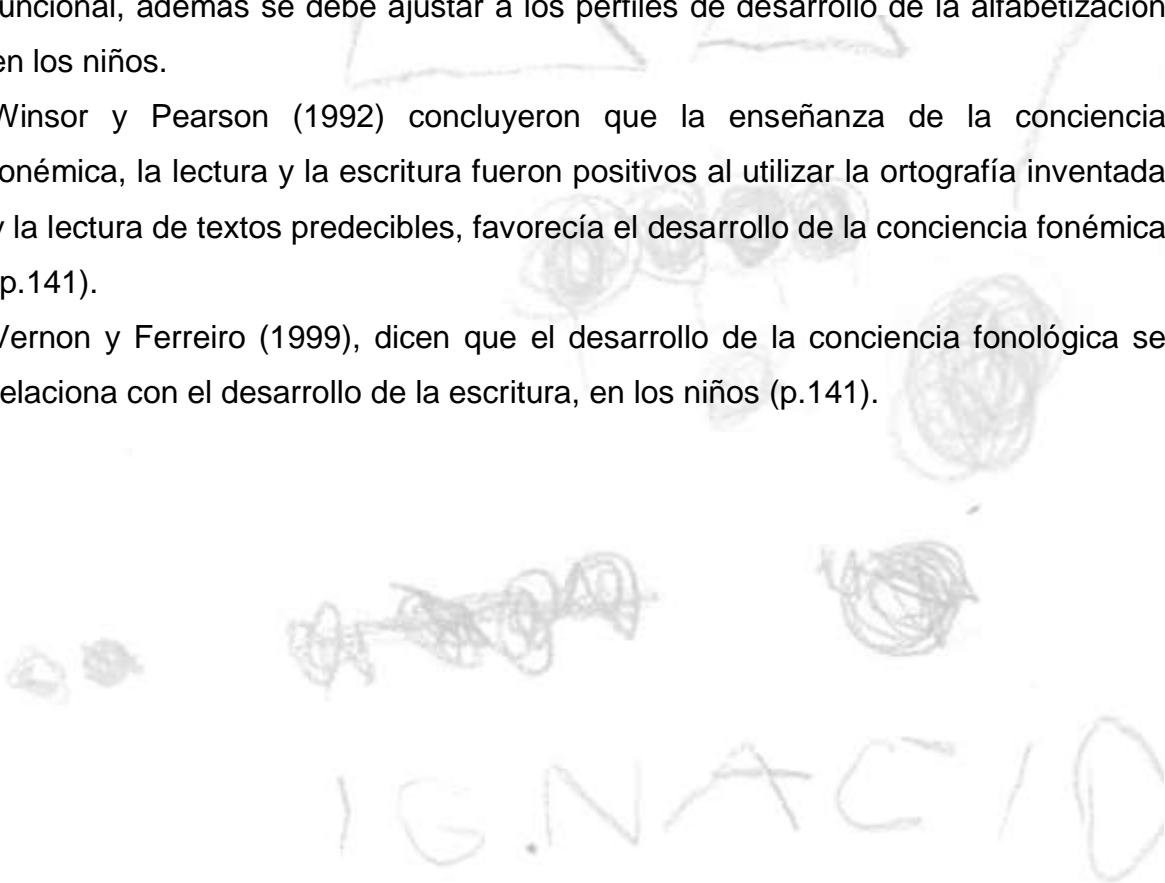 uncional, además se debe ajustar a los perfiles de desarrollo de la alfabetización
en los niños.
Winsor y Pearson (1992) concluyeron que la enseñanza de la conciencia
onémica, la lectura y la escritura fueron positivos al utilizar la ortografía inventada
y la lectura de textos predecibles, favorecía el desarrollo de la conciencia fonémica
p.141).
Vernon y Ferreiro (1999), dicen que el desarrollo de la conciencia fonológica se
relaciona con el desarrollo de la escritura, en los niños (p.141).
IG.NACIO